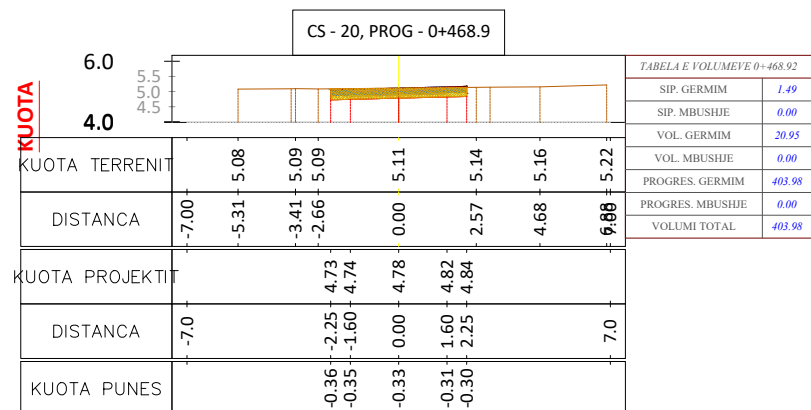 CS - 20, PROG - 0+468.9
KUOTA
6.0
5.5
5.0
4.5
4.0
KUOTA TERRENIT 5.08 5.09 5.09 5.11 5.14 5.16 5.22
DISTANCA -7.00 -5.31 -3.41 -2.66 0.00 2.57 4.68 6.88 7.00
KUOTA PROJEKTIT 4.73 4.74 4.78 4.82 4.84
DISTANCA -7.0 -2.25 -1.60 0.00 1.60 2.25 7.0
KUOTA PUNES -0.36 -0.35 -0.33 -0.31 -0.30
TABELA E VOLUMEVE 0+468.92
SIP. GERMIM 1.49
SIP. MBUSHJE 0.00
VOL. GERMIM 20.95
VOL. MBUSHJE 0.00
PROGRES. GERMIM 403.98
PROGRES. MBUSHJE 0.00
VOLUMI TOTAL 403.98